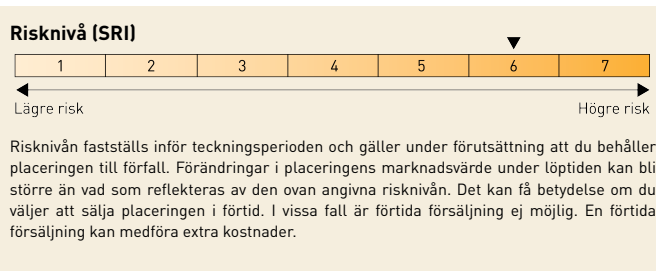 Risknivå (SRI)
1 2 3 4 5 6 7
Lägre risk Högre risk
Risknivån fastställs inför teckningsperioden och gäller under förutsättning att du behåller
placeringen till förfall. Förändringar i placeringens marknadsvärde under löptiden kan bli
större än vad som reflekteras av den ovan angivna risknivån. Det kan få betydelse om du
väljer att sälja placeringen i förtid. I vissa fall är förtida försäljning ej möjlig. En förtida
försäljning kan medföra extra kostnader.